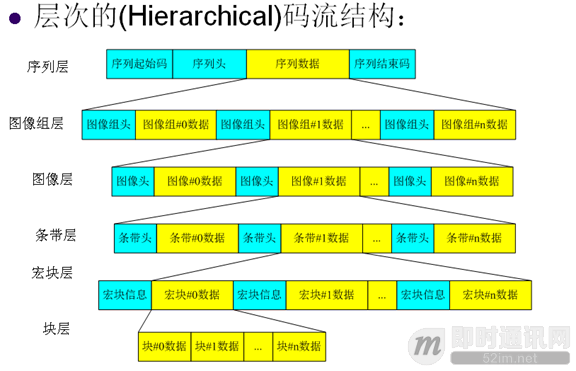 ● 层次的(Hierarchical)码流结构：
序列层 序列起始码 序列头 序列数据 序列结束码
图像组层 图像组头 图像组#0数据 图像组头 图像组#1数据 ... 图像组头 图像组#n数据
图像层 图像头 图像#0数据 图像头 图像#1数据 ... 图像头 图像#n数据
条带层 条带头 条带#0数据 条带头 条带#1数据 ... 条带头 条带#n数据
宏块层
宏块信息 宏块#0数据 宏块信息 宏块#1数据 ... 宏块信息 宏块#n数据
块层
块#0数据 块#1数据 ... 块#n数据
即时通讯网
52im.net